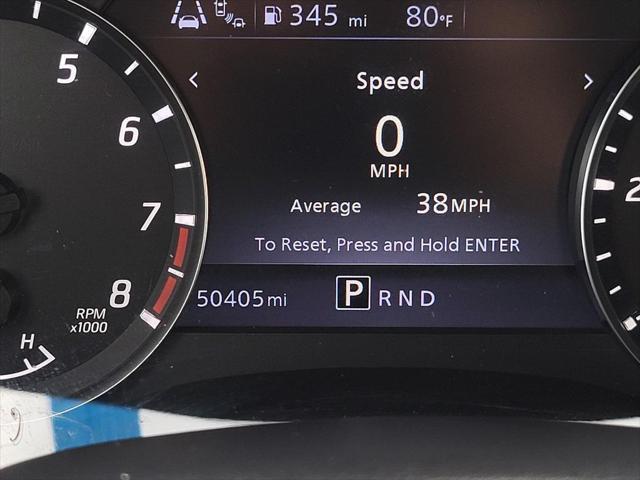 345 mi 80°F
5
Speed
6
0
MPH
2
Average 38 MPH
7
To Reset, Press and Hold ENTER
8
50405 mi P R N D
RPM
x1000
H